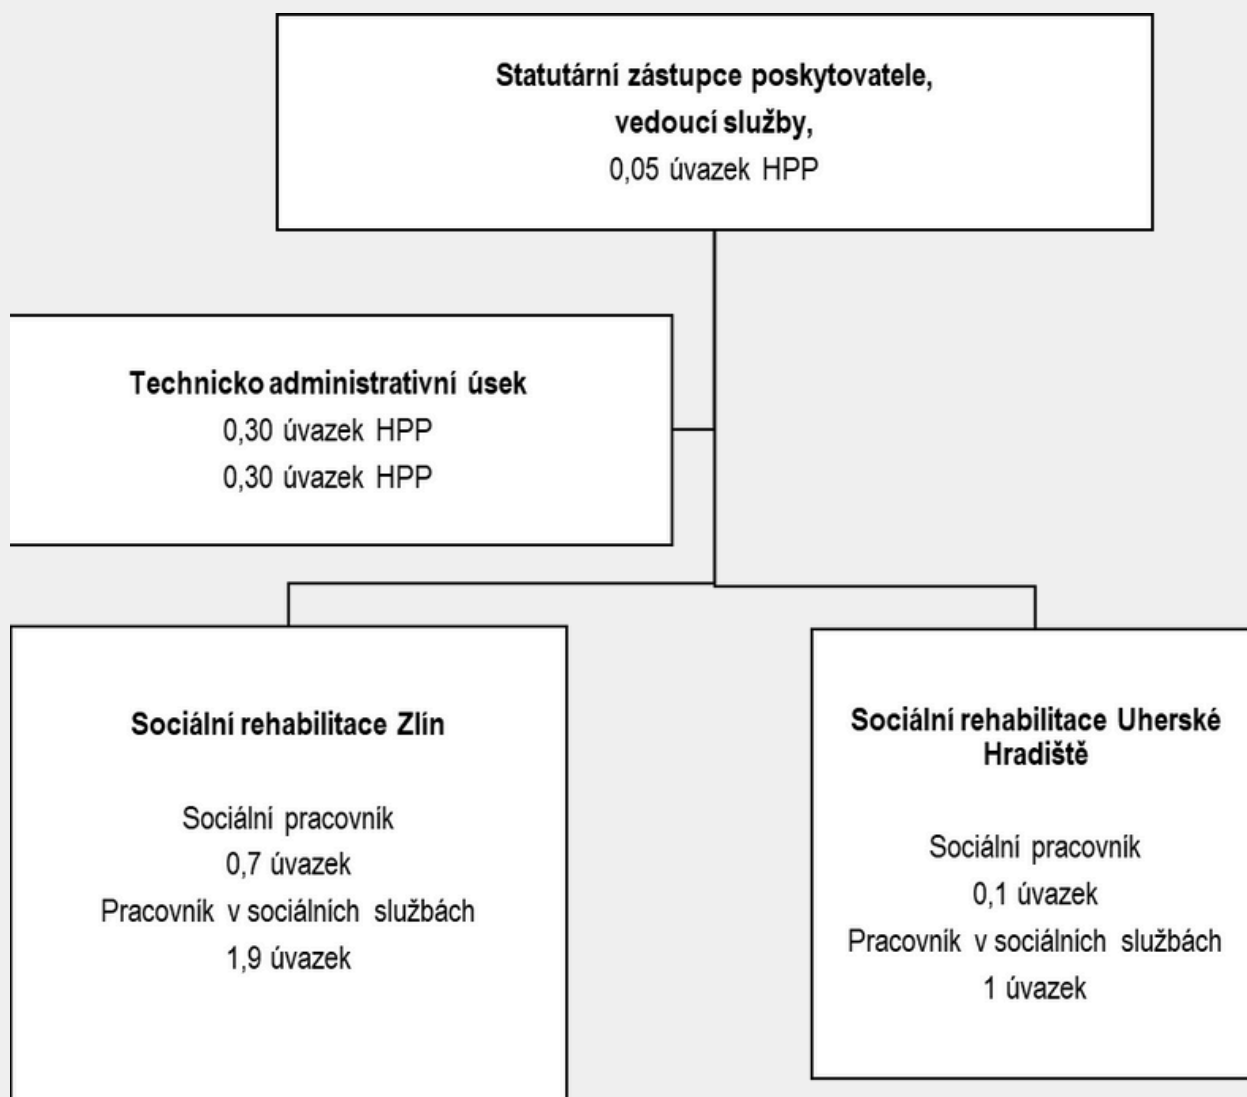 Statutární zástupce poskytovatele,
vedoucí služby,
0,05 úvazek HPP
Technicko administrativní úsek
0,30 úvazek HPP
0,30 úvazek HPP
Sociální rehabilitace Zlín
Sociální pracovník
0,7 úvazek
Pracovník v sociálních službách
1,9 úvazek
Sociální rehabilitace Uherské
Hradiště
Sociální pracovník
0,1 úvazek
Pracovník v sociálních službách
1 úvazek